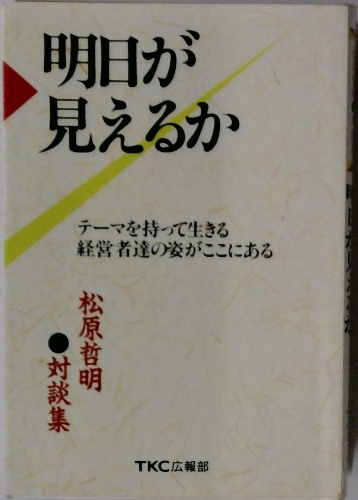 明日が
見えるか
テーマを持って生きる
経営者達の姿がここにある
松原哲明
●対談集
TKC広報部